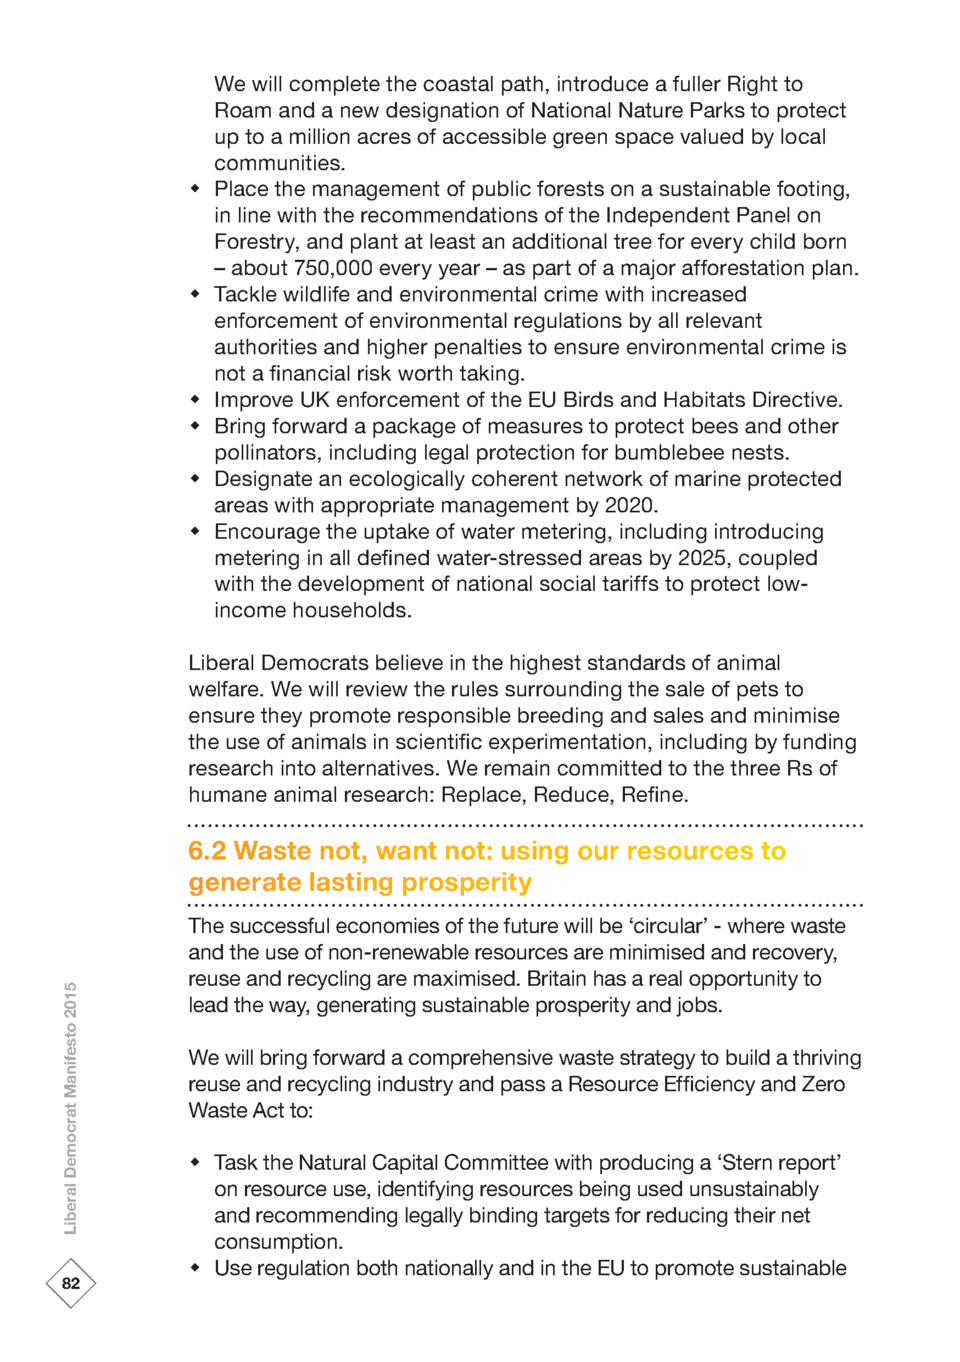 We will complete the coastal path, introduce a fuller Right to
Roam and a new designation of National Nature Parks to protect
up to a million acres of accessible green space valued by local
communities.
◆ Place the management of public forests on a sustainable footing,
in line with the recommendations of the Independent Panel on
Forestry, and plant at least an additional tree for every child born
– about 750,000 every year – as part of a major afforestation plan.
◆ Tackle wildlife and environmental crime with increased
enforcement of environmental regulations by all relevant
authorities and higher penalties to ensure environmental crime is
not a financial risk worth taking.
◆ Improve UK enforcement of the EU Birds and Habitats Directive.
◆ Bring forward a package of measures to protect bees and other
pollinators, including legal protection for bumblebee nests.
◆ Designate an ecologically coherent network of marine protected
areas with appropriate management by 2020.
◆ Encourage the uptake of water metering, including introducing
metering in all defined water-stressed areas by 2025, coupled
with the development of national social tariffs to protect low-
income households.
Liberal Democrats believe in the highest standards of animal
welfare. We will review the rules surrounding the sale of pets to
ensure they promote responsible breeding and sales and minimise
the use of animals in scientific experimentation, including by funding
research into alternatives. We remain committed to the three Rs of
humane animal research: Replace, Reduce, Refine.
6.2 Waste not, want not: using our resources to
generate lasting prosperity
The successful economies of the future will be ‘circular’ - where waste
and the use of non-renewable resources are minimised and recovery,
reuse and recycling are maximised. Britain has a real opportunity to
lead the way, generating sustainable prosperity and jobs.
We will bring forward a comprehensive waste strategy to build a thriving
reuse and recycling industry and pass a Resource Efficiency and Zero
Waste Act to:
◆ Task the Natural Capital Committee with producing a ‘Stern report’
on resource use, identifying resources being used unsustainably
and recommending legally binding targets for reducing their net
consumption.
◆ Use regulation both nationally and in the EU to promote sustainable
Liberal Democrat Manifesto 2015
82